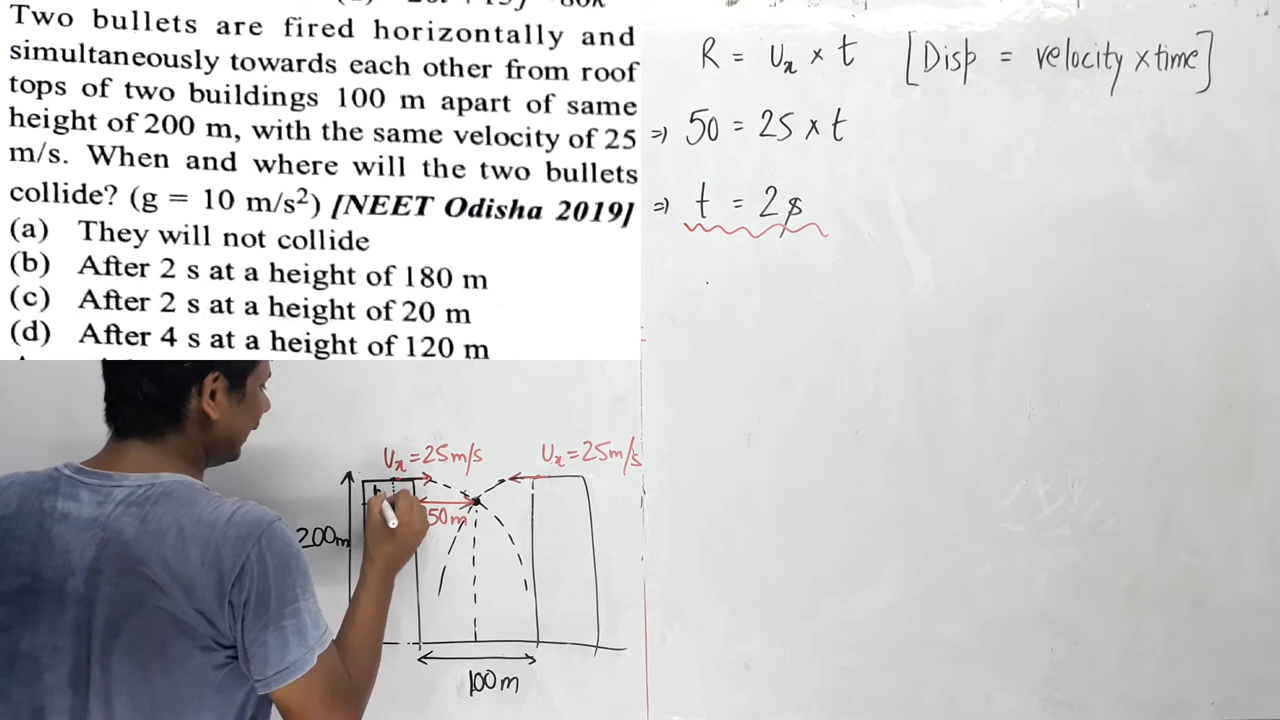 Two bullets are fired horizontally and
simultaneously towards each other from roof
tops of two buildings 100 m apart of same
height of 200 m, with the same velocity of 25
m/s. When and where will the two bullets
collide? (g = 10 m/s²) [NEET Odisha 2019]
(a) They will not collide
(b) After 2 s at a height of 180 m
(c) After 2 s at a height of 20 m
(d) After 4 s at a height of 120 m
R = Uₓ × t [Disp = velocity × time]
⇒ 50 = 25 × t
⇒ t = 2s
Uₓ = 25m/s
Uₓ = 25m/s
50m
200m
100m